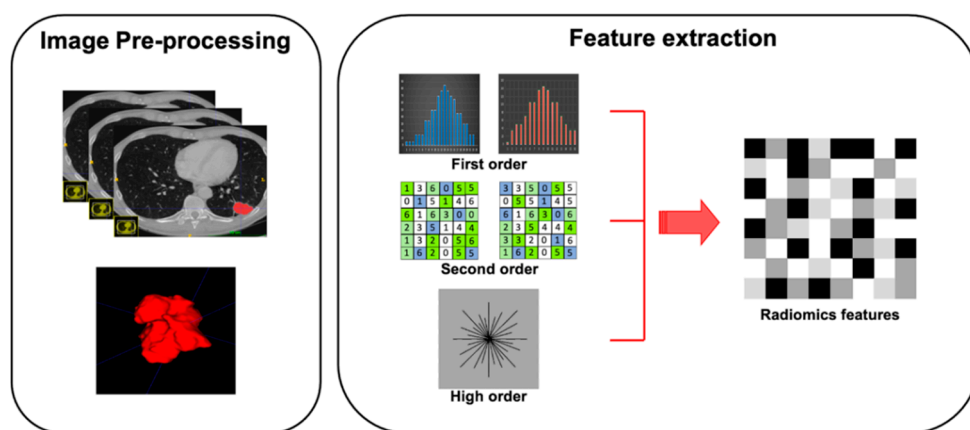 Image Pre-processing
Feature extraction
First order
1 3 6 0 5 5
0 1 5 1 4 6
6 1 6 3 0 0
2 3 5 1 4 4
1 3 2 0 5 6
1 6 2 0 5 5
3 3 5 0 5 5
0 5 5 1 4 5
2 1 6 3 0 6
2 3 5 4 4 4
3 3 2 0 1 6
1 6 2 0 5 5
Second order
High order
Radiomics features